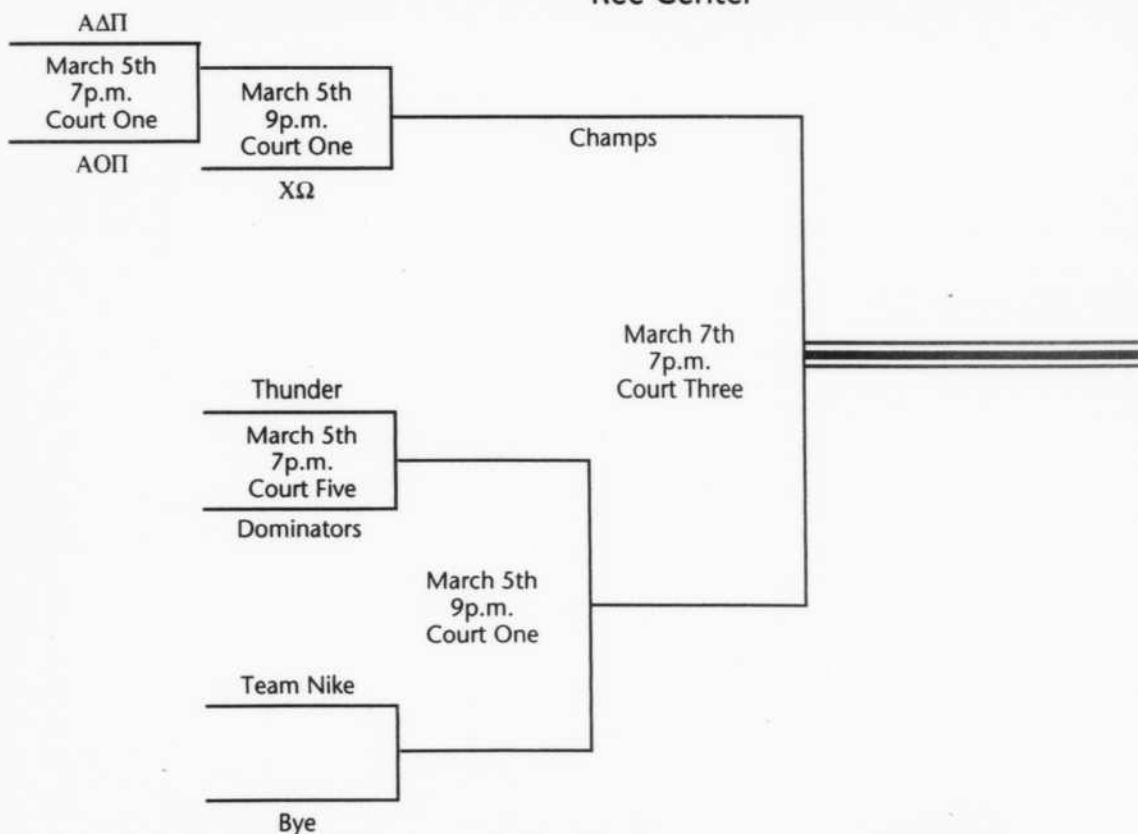 Rec Center
ΑΔΠ
March 5th
7p.m.
Court One
ΑΟΠ
March 5th
9p.m.
Court One
ΧΩ
Champs
March 7th
7p.m.
Court Three
Thunder
March 5th
7p.m.
Court Five
Dominators
March 5th
9p.m.
Court One
Team Nike
Bye